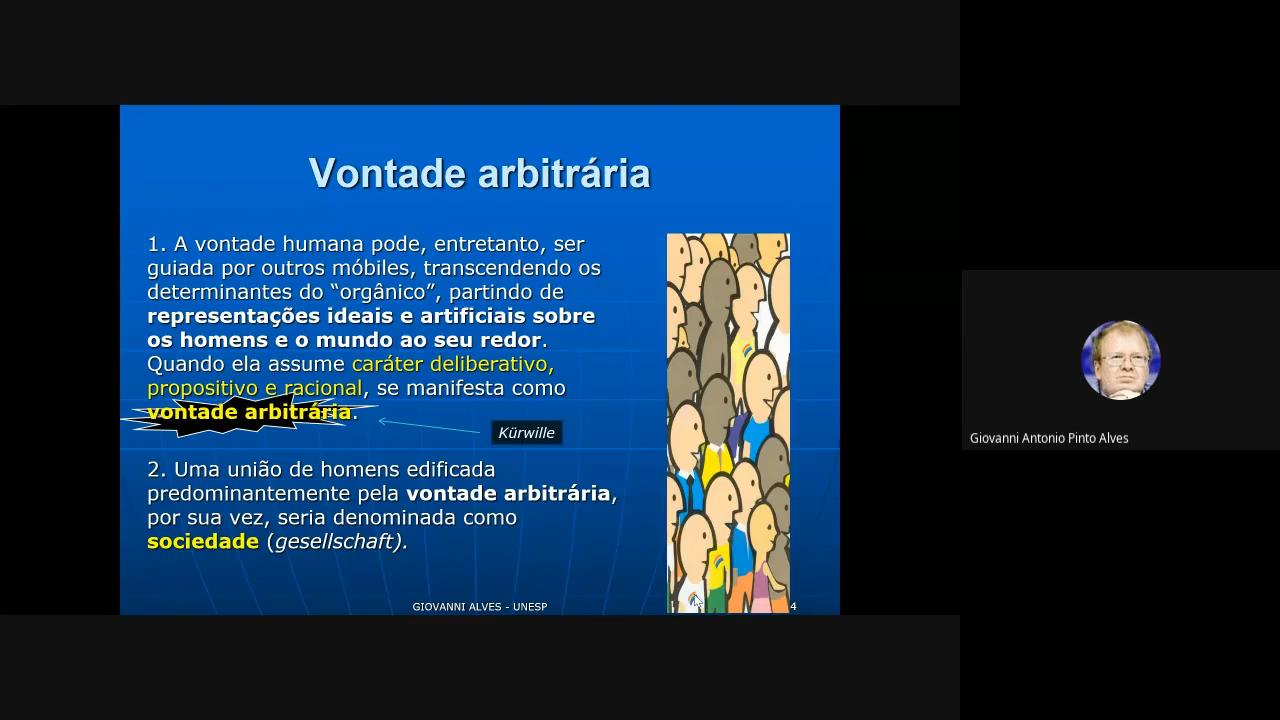 Vontade arbitrária
1. A vontade humana pode, entretanto, ser
guiada por outros móbiles, transcendendo os
determinantes do “orgânico”, partindo de
representações ideais e artificiais sobre
os homens e o mundo ao seu redor.
Quando ela assume caráter deliberativo,
propositivo e racional, se manifesta como
vontade arbitrária.
Kürwille
2. Uma união de homens edificada
predominantemente pela vontade arbitrária,
por sua vez, seria denominada como
sociedade (gesellschaft).
GIOVANNI ALVES - UNESP
4
Giovanni Antonio Pinto Alves